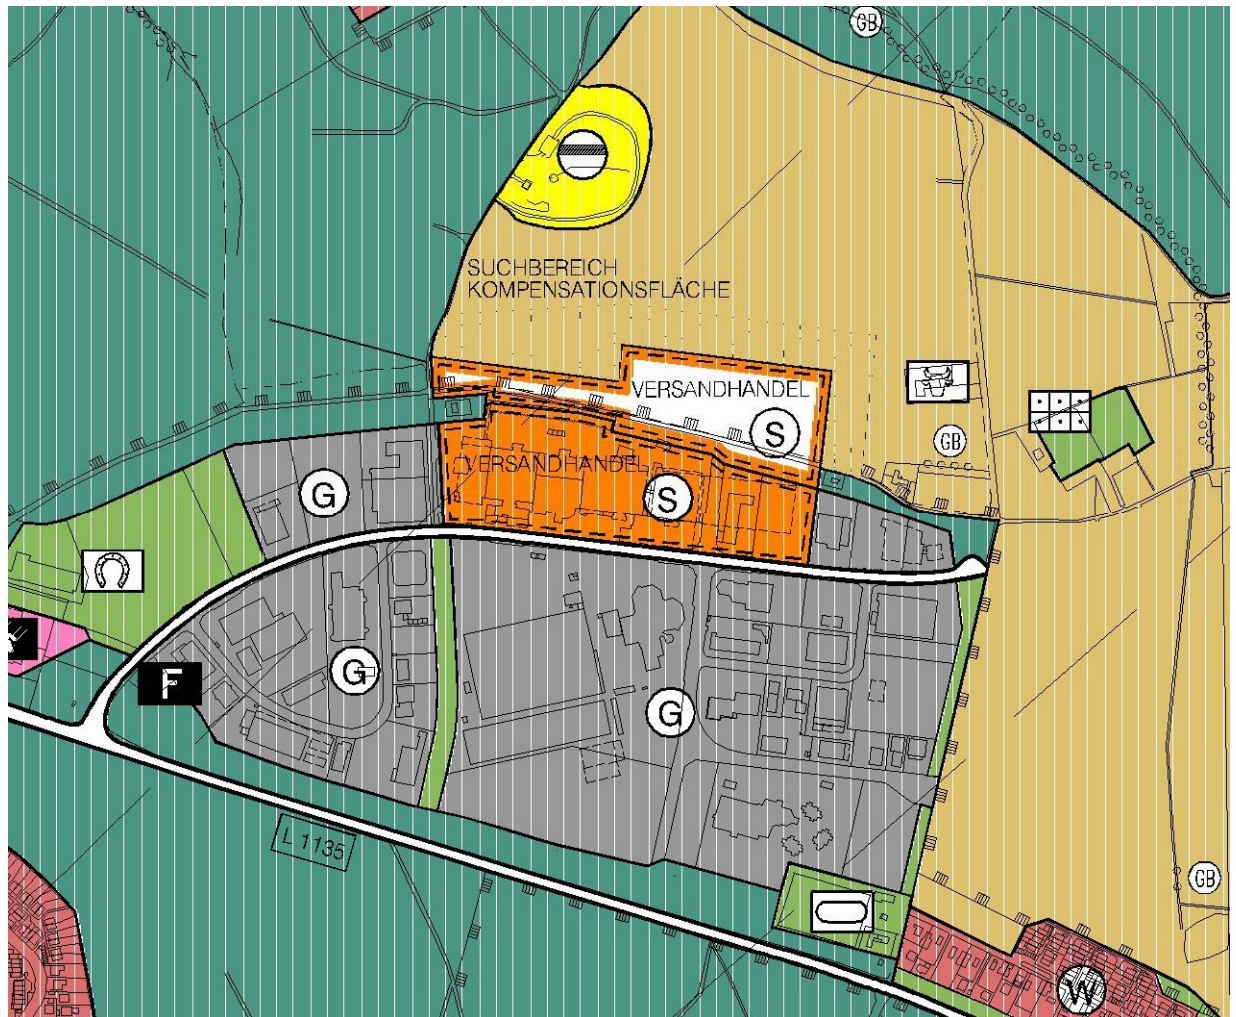 GB
SUCHBEREICH
KOMPENSATIONSFLÄCHE
VERSANDHANDEL
S
GB
VERSANDHANDEL
S
G
F
G
G
L 1135
GB
W